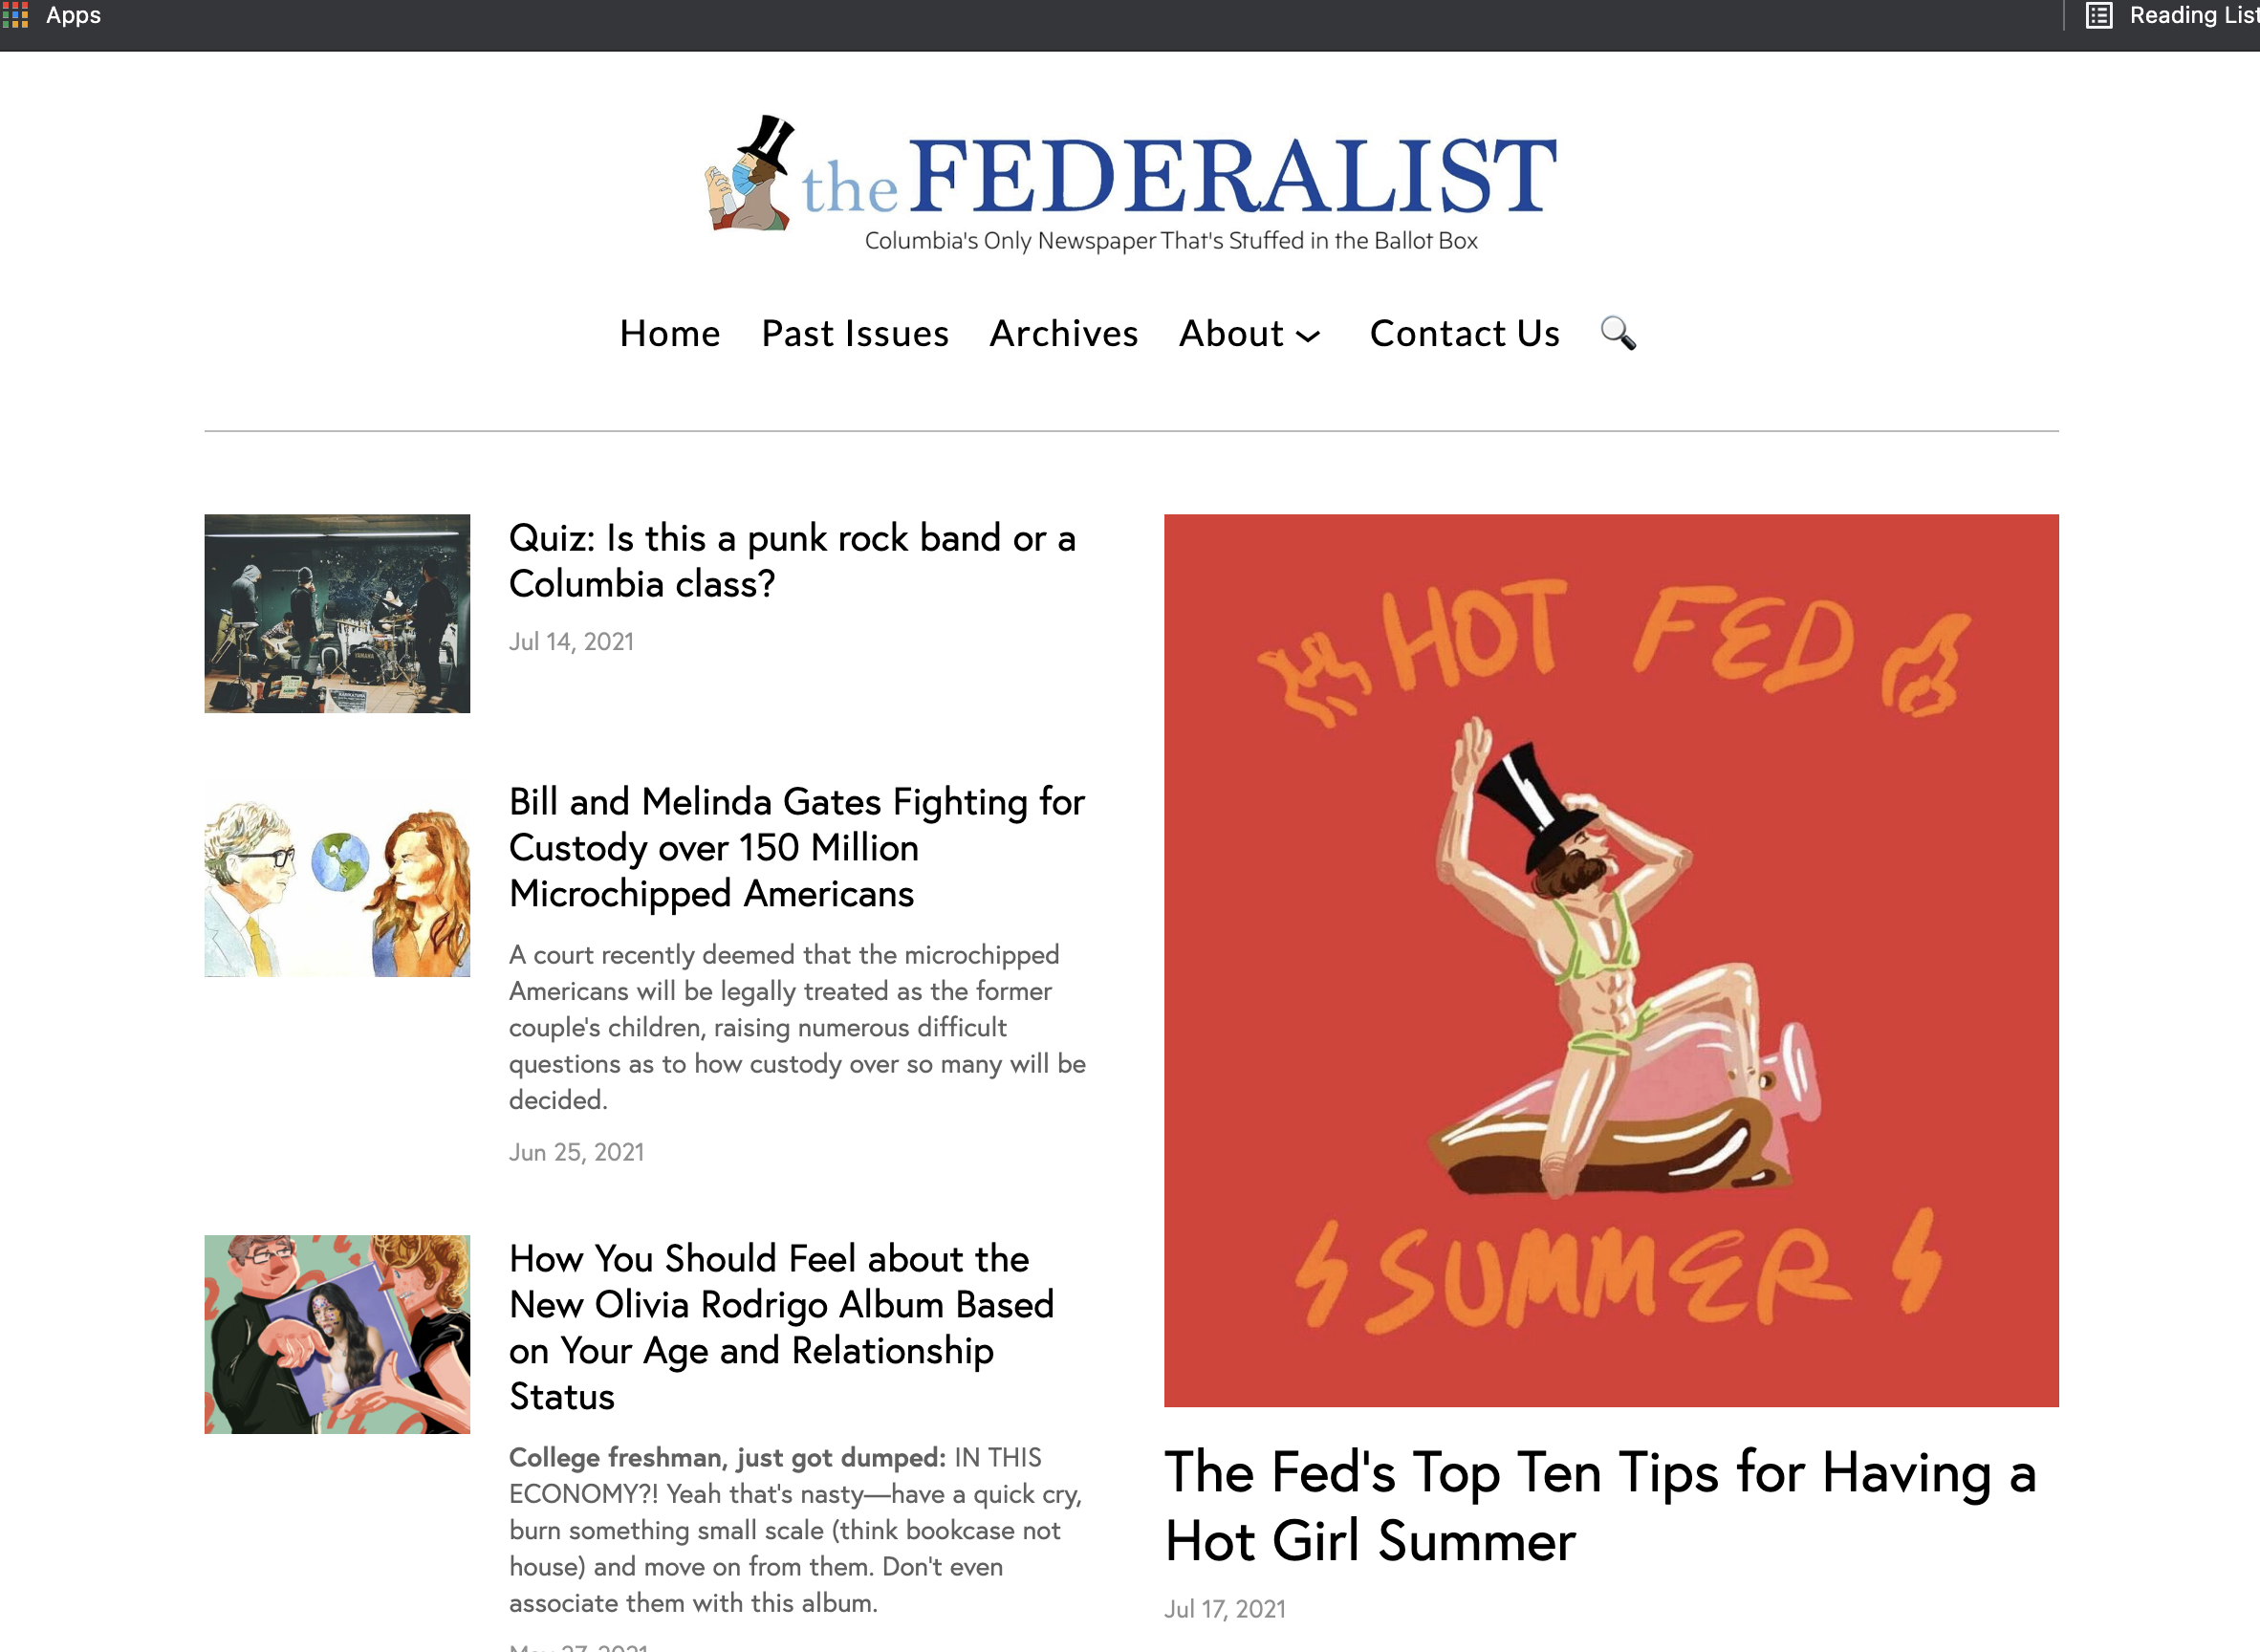 Apps
Reading List
the FEDERALIST
Columbia's Only Newspaper That's Stuffed in the Ballot Box
Home Past Issues Archives About Contact Us
Quiz: Is this a punk rock band or a
Columbia class?
Jul 14, 2021
Bill and Melinda Gates Fighting for
Custody over 150 Million
Microchipped Americans
A court recently deemed that the microchipped
Americans will be legally treated as the former
couple's children, raising numerous difficult
questions as to how custody over so many will be
decided.
Jun 25, 2021
How You Should Feel about the
New Olivia Rodrigo Album Based
on Your Age and Relationship
Status
College freshman, just got dumped: IN THIS
ECONOMY?! Yeah that's nasty—have a quick cry,
burn something small scale (think bookcase not
house) and move on from them. Don't even
associate them with this album.
HOT FED
SUMMER
The Fed's Top Ten Tips for Having a
Hot Girl Summer
Jul 17, 2021